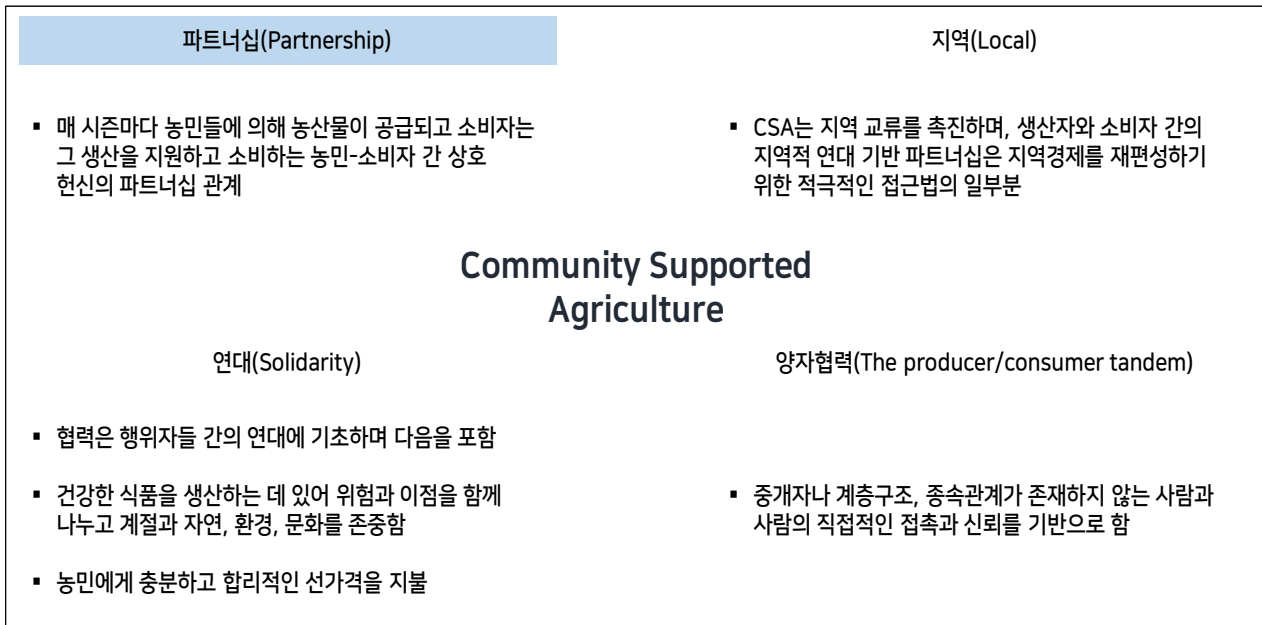 파트너십(Partnership)
▪ 매 시즌마다 농민들에 의해 농산물이 공급되고 소비자는
그 생산을 지원하고 소비하는 농민-소비자 간 상호
헌신의 파트너십 관계
지역(Local)
▪ CSA는 지역 교류를 촉진하며, 생산자와 소비자 간의
지역적 연대 기반 파트너십은 지역경제를 재편성하기
위한 적극적인 접근법의 일부분
Community Supported
Agriculture
연대(Solidarity)
▪ 협력은 행위자들 간의 연대에 기초하며 다음을 포함
▪ 건강한 식품을 생산하는 데 있어 위험과 이점을 함께
나누고 계절과 자연, 환경, 문화를 존중함
▪ 농민에게 충분하고 합리적인 선가격을 지불
양자협력(The producer/consumer tandem)
▪ 중개자나 계층구조, 종속관계가 존재하지 않는 사람과
사람의 직접적인 접촉과 신뢰를 기반으로 함